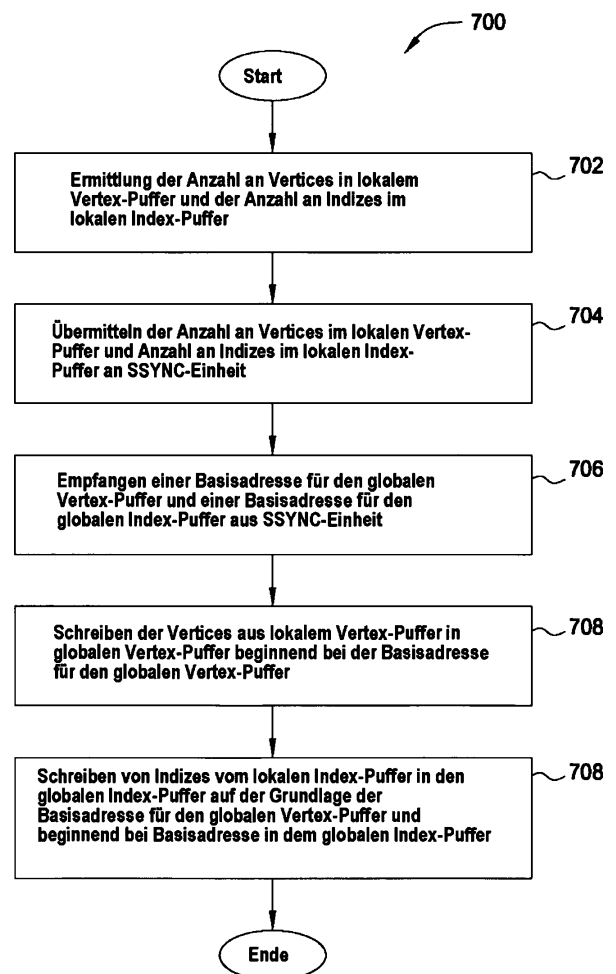 700
Start
702
Ermittlung der Anzahl an Vertices in lokalem
Vertex-Puffer und der Anzahl an Indizes im
lokalen Index-Puffer
704
Übermitteln der Anzahl an Vertices im lokalen Vertex-
Puffer und Anzahl an Indizes im lokalen Index-
Puffer an SSYNC-Einheit
706
Empfangen einer Basisadresse für den globalen
Vertex-Puffer und einer Basisadresse für den
globalen Index-Puffer aus SSYNC-Einheit
708
Schreiben der Vertices aus lokalem Vertex-Puffer in
globalen Vertex-Puffer beginnend bei der Basisadresse
für den globalen Vertex-Puffer
708
Schreiben von Indizes vom lokalen Index-Puffer in den
globalen Index-Puffer auf der Grundlage der
Basisadresse für den globalen Vertex-Puffer und
beginnend bei Basisadresse in dem globalen Index-Puffer
Ende